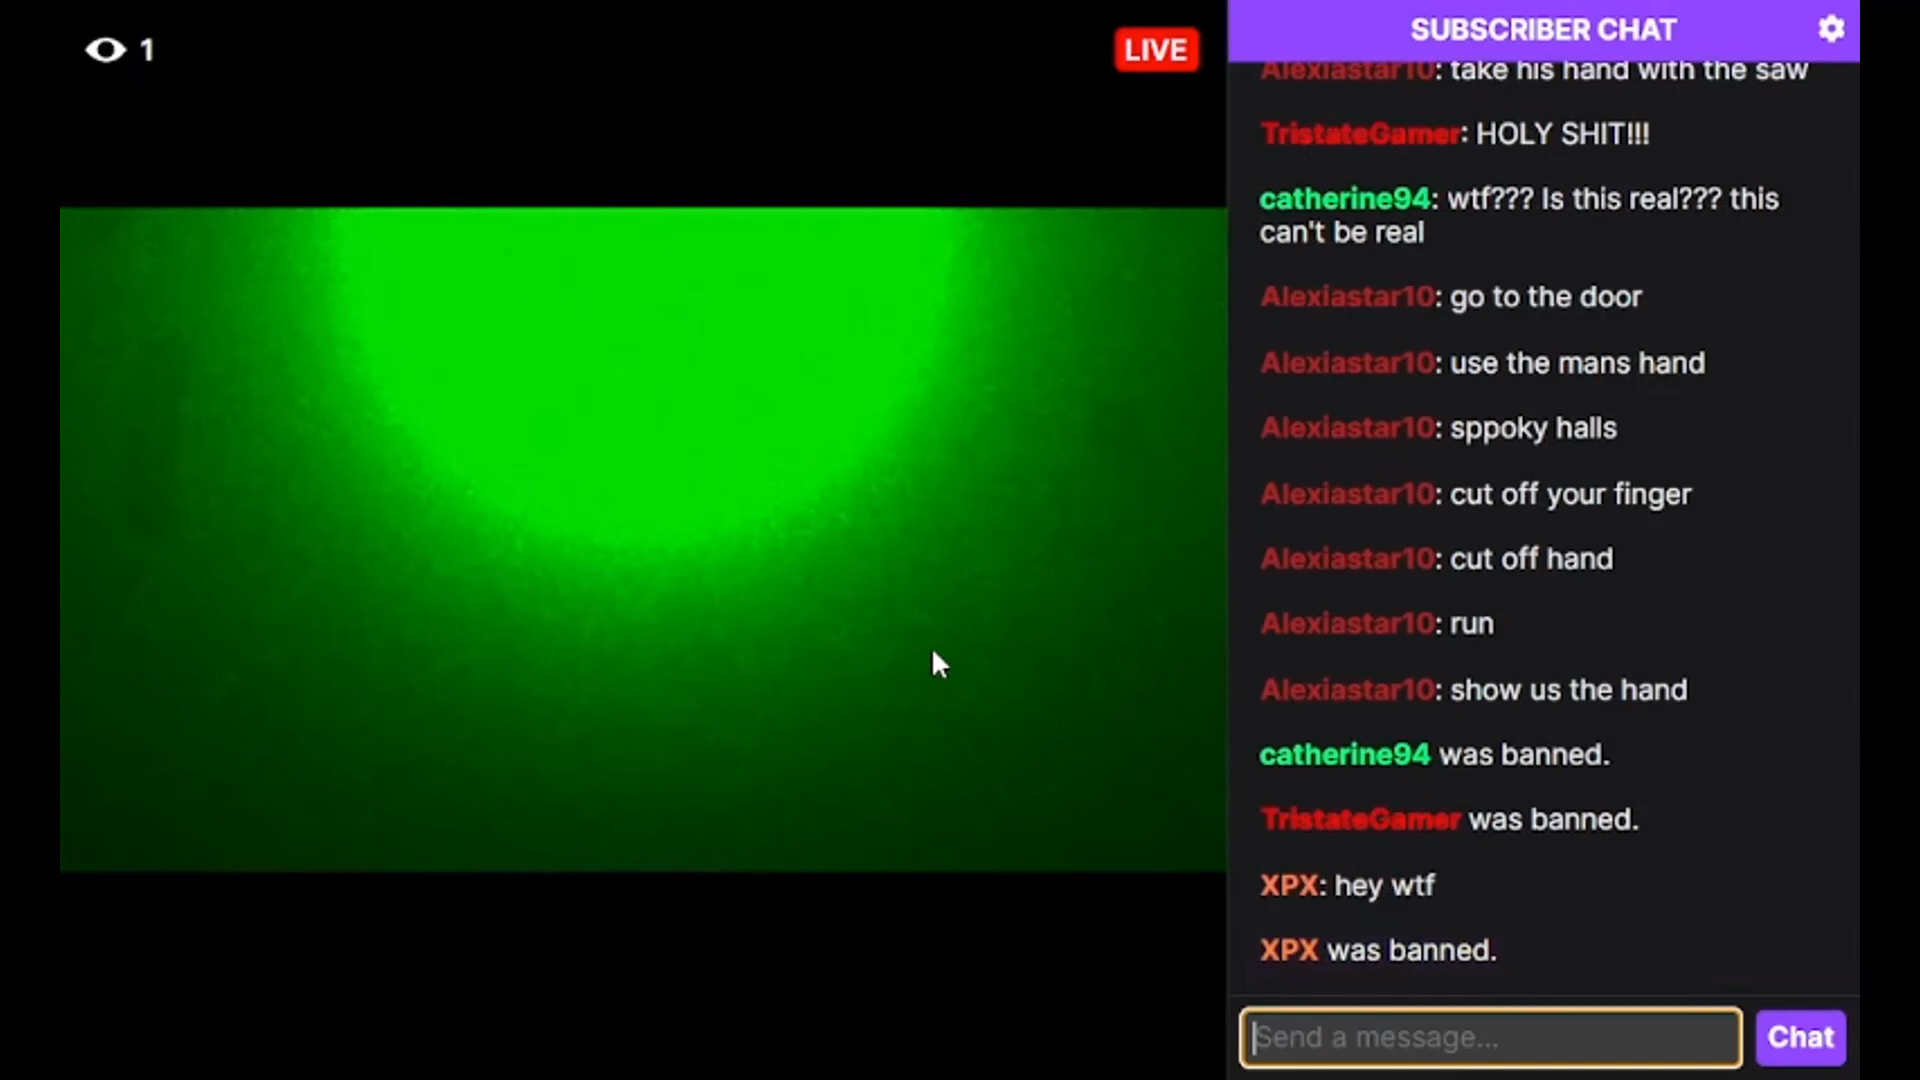 1
LIVE
SUBSCRIBER CHAT
Alexiastar10: take his hand with the saw
TristateGamer: HOLY SHIT!!!
catherine94: wtf??? Is this real??? this
can't be real
Alexiastar10: go to the door
Alexiastar10: use the mans hand
Alexiastar10: sppoky halls
Alexiastar10: cut off your finger
Alexiastar10: cut off hand
Alexiastar10: run
Alexiastar10: show us the hand
catherine94 was banned.
TristateGamer was banned.
XPX: hey wtf
XPX was banned.
Send a message...
Chat